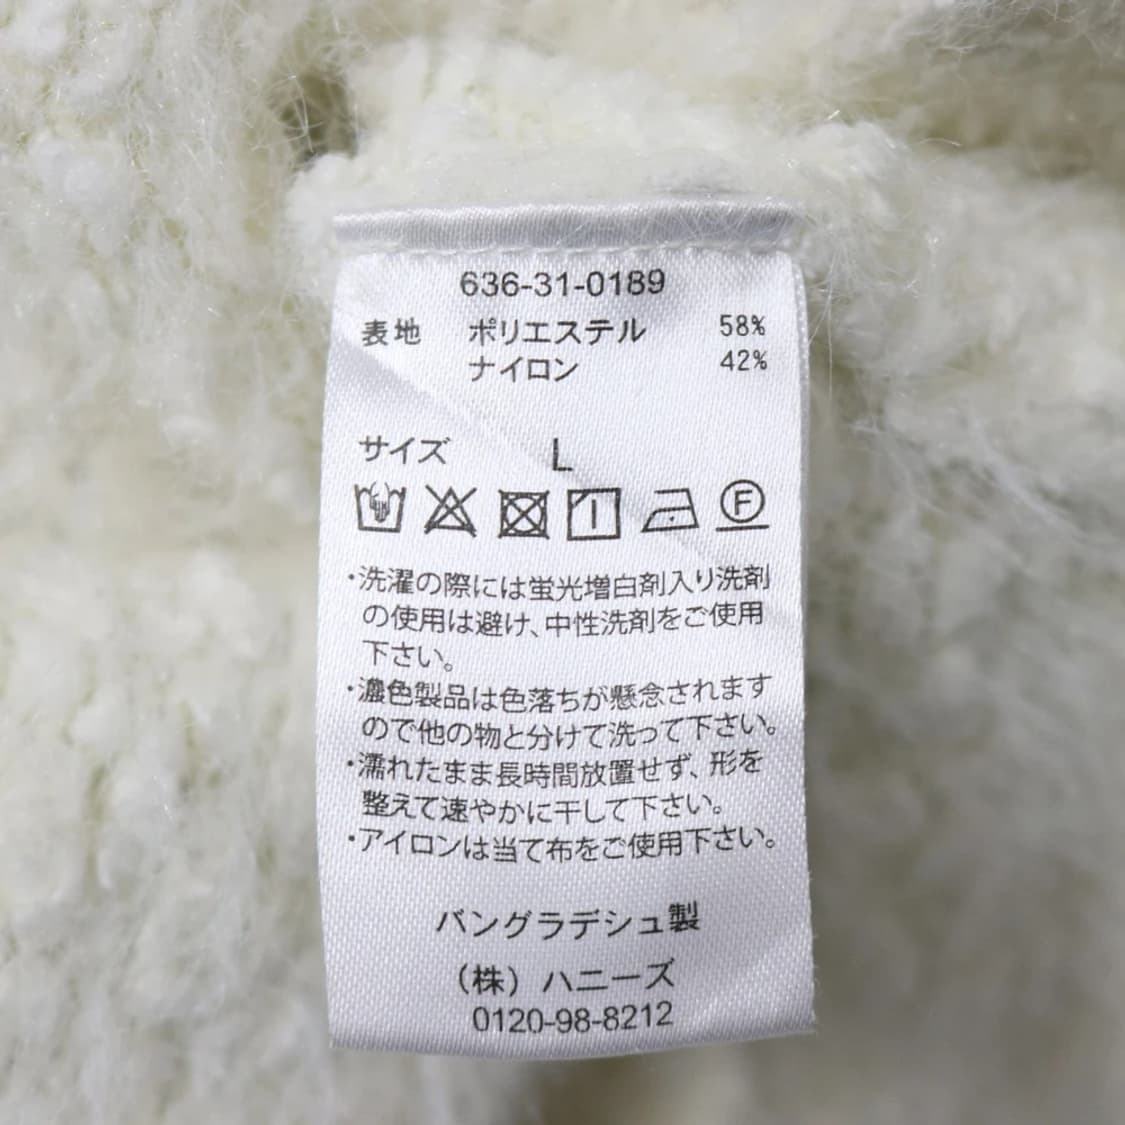 636-31-0189
表地 ポリエステル 58%
ナイロン 42%
サイズ L
F
・洗濯の際には蛍光増白剤入り洗剤
の使用は避け、中性洗剤をご使用
下さい。
・濃色製品は色落ちが懸念されます
ので他の物と分けて洗って下さい。
・濡れたまま長時間放置せず、形を
整えて速やかに干して下さい。
・アイロンは当て布をご使用下さい。
バングラデシュ製
(株) ハニーズ
0120-98-8212